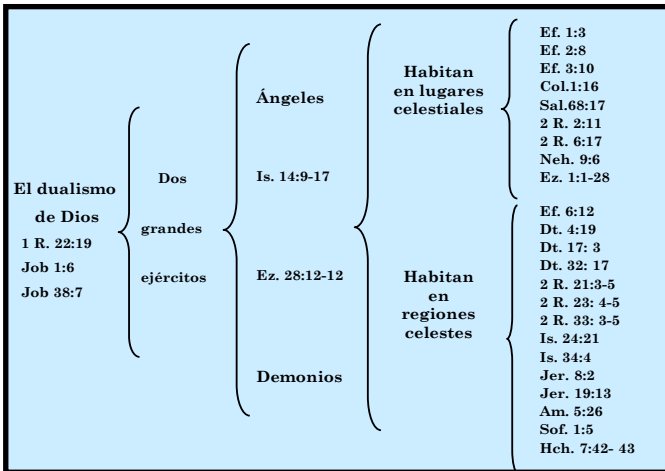 El dualismo
de Dios
1 R. 22:19
Job 1:6
Job 38:7
Dos
grandes
ejércitos
Ángeles
Is. 14:9-17
Ez. 28:12-12
Demonios
Habitan
en lugares
celestiales
Ef. 1:3
Ef. 2:8
Ef. 3:10
Col.1:16
Sal.68:17
2 R. 2:11
2 R. 6:17
Neh. 9:6
Ez. 1:1-28
Habitan
en
regiones
celestes
Ef. 6:12
Dt. 4:19
Dt. 17: 3
Dt. 32: 17
2 R. 21:3-5
2 R. 23: 4-5
2 R. 33: 3-5
Is. 24:21
Is. 34:4
Jer. 8:2
Jer. 19:13
Am. 5:26
Sof. 1:5
Hch. 7:42- 43